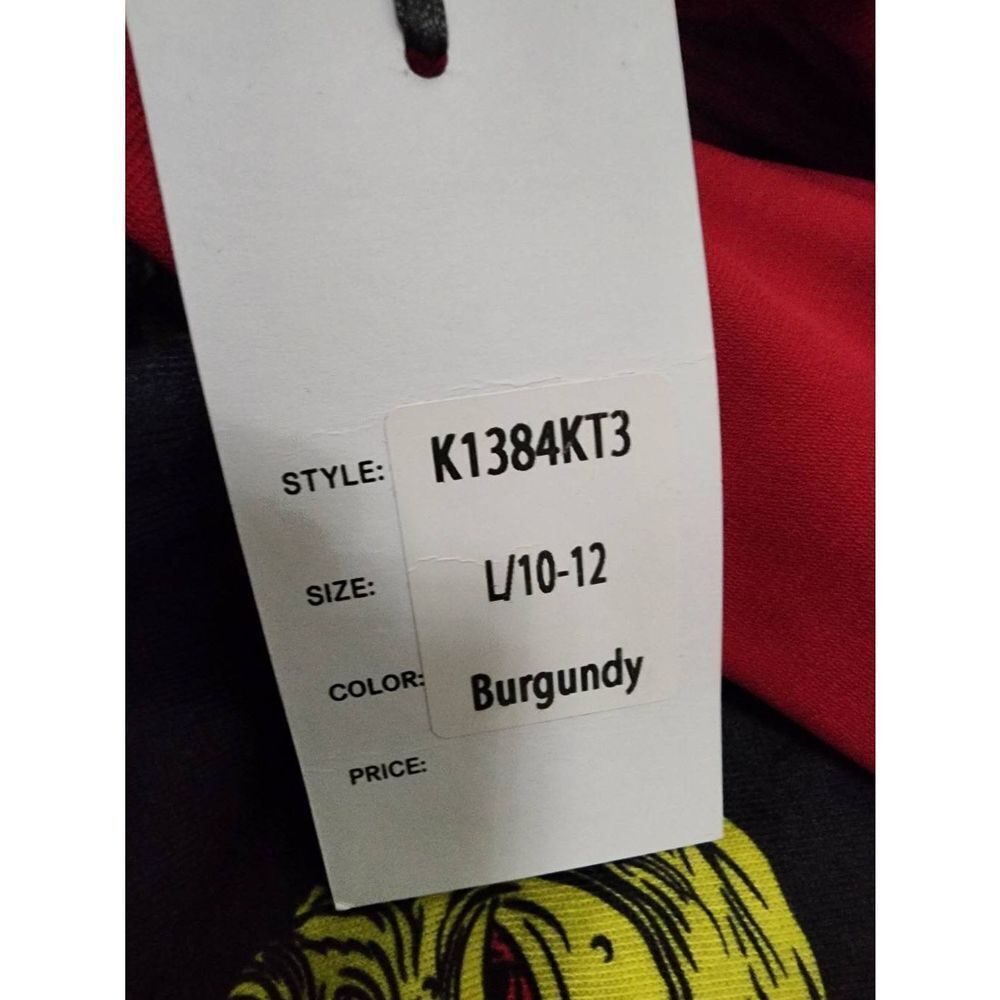 STYLE: K1384KT3
SIZE: L/10-12
COLOR: Burgundy
PRICE: